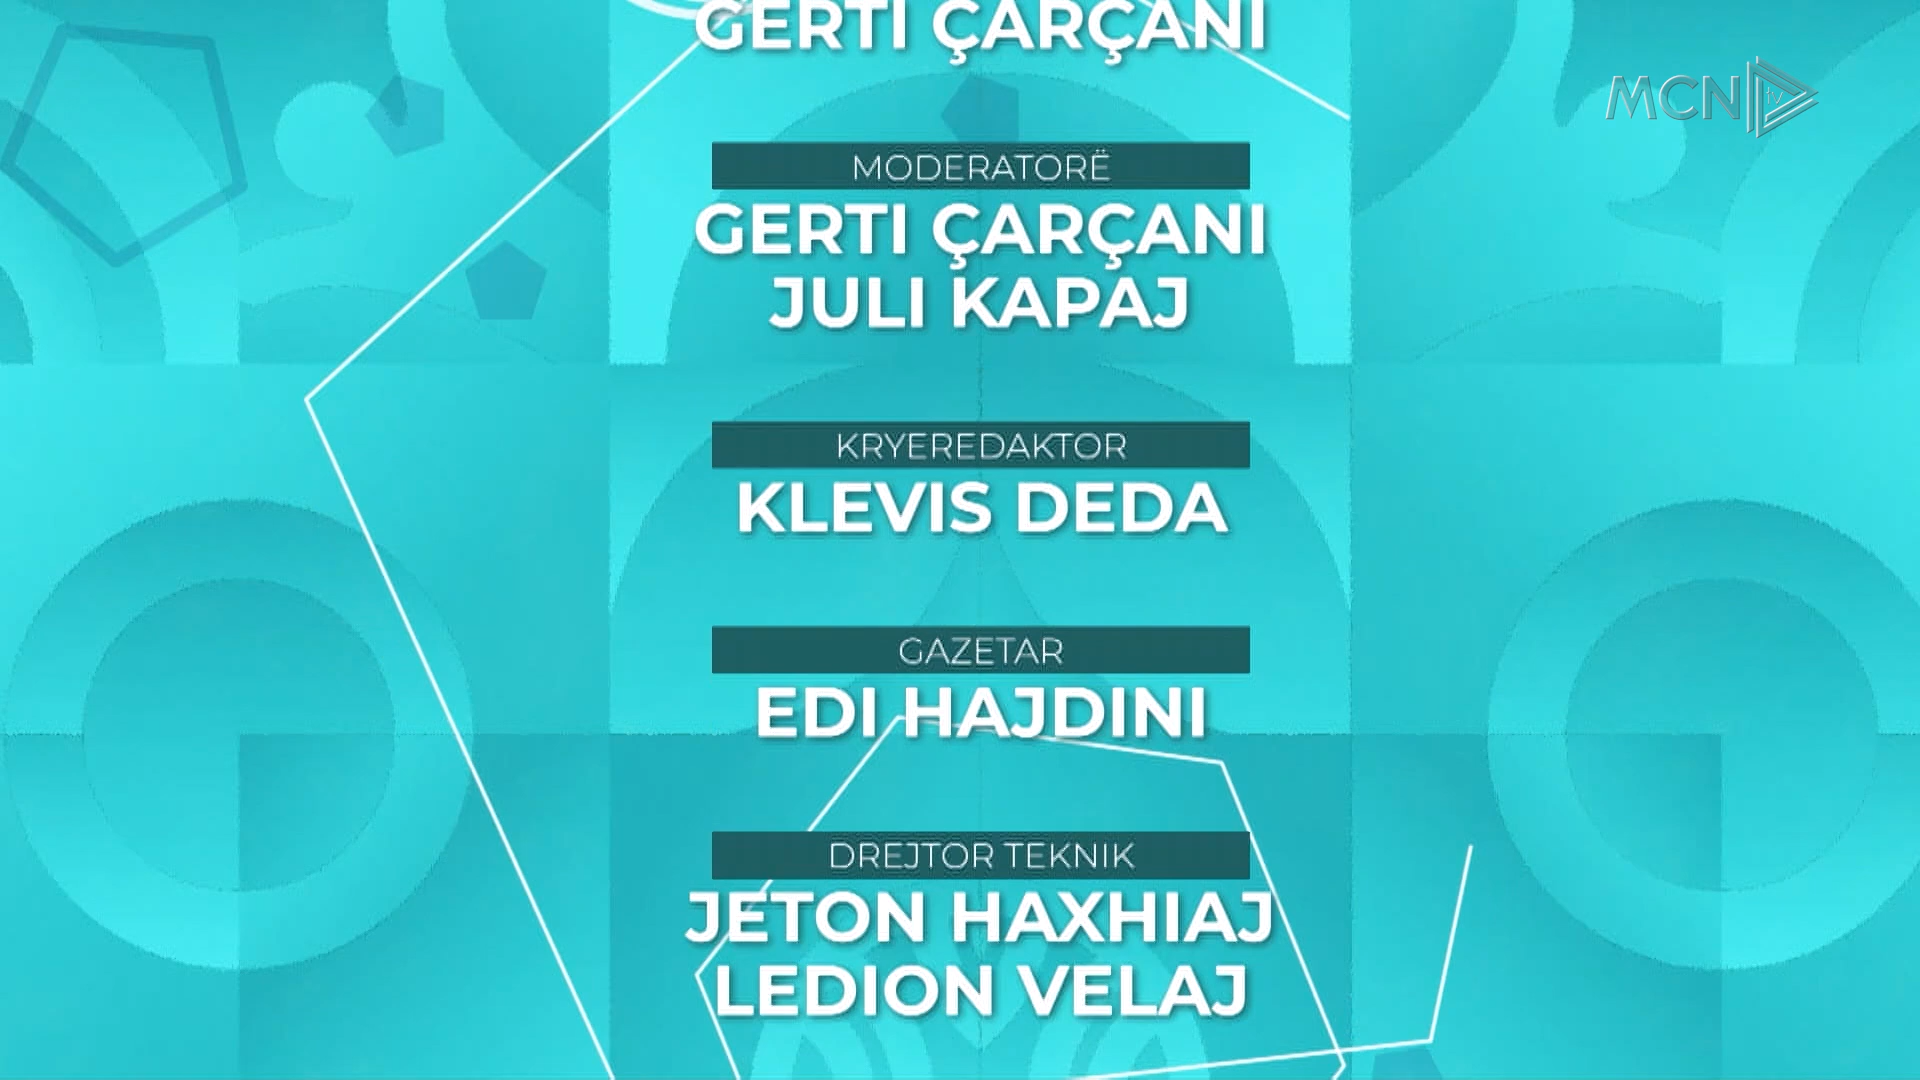 GERTI ÇARÇANI
MCN tv
MODERATORË
GERTI ÇARÇANI
JULI KAPAJ
KRYEREDAKTOR
KLEVIS DEDA
GAZETAR
EDI HAJDINI
DREJTOR TEKNIK
JETON HAXHIAJ
LEDION VELAJ